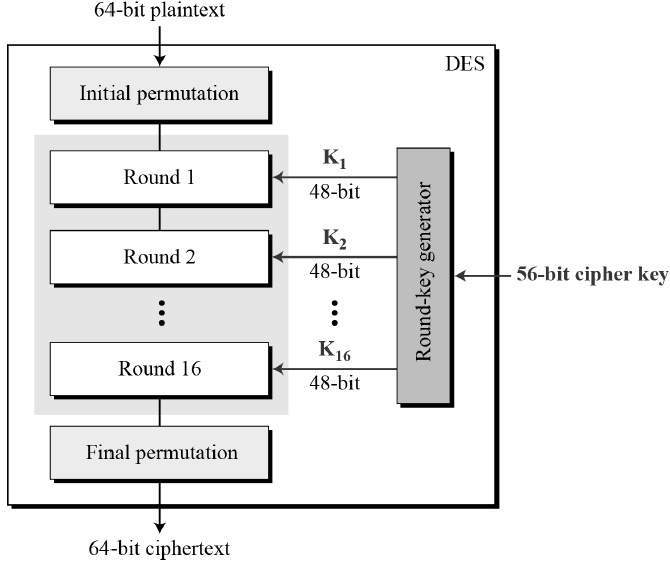 64-bit plaintext
DES
Initial permutation
K1
Round 1
48-bit
K2
Round 2
48-bit
Round-key generator
56-bit cipher key
K16
Round 16
48-bit
Final permutation
64-bit ciphertext